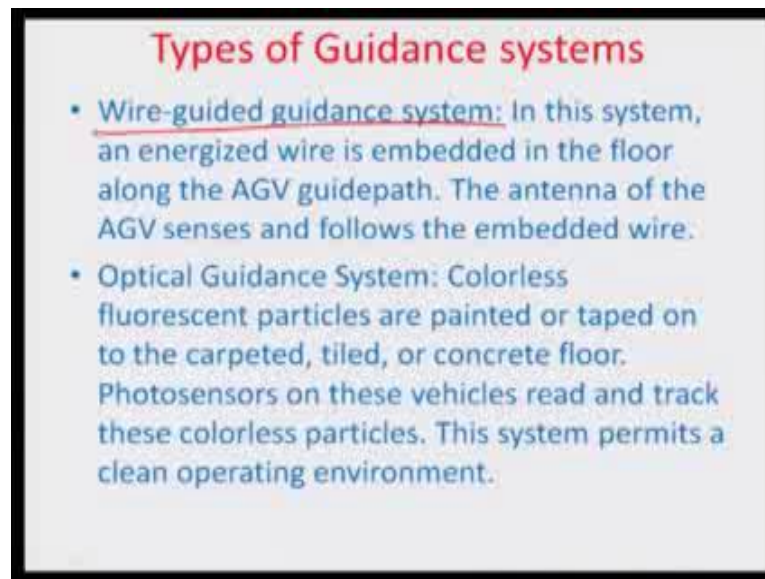 Types of Guidance systems
• Wire-guided guidance system: In this system,
an energized wire is embedded in the floor
along the AGV guidepath. The antenna of the
AGV senses and follows the embedded wire.
• Optical Guidance System: Colorless
fluorescent particles are painted or taped on
to the carpeted, tiled, or concrete floor.
Photosensors on these vehicles read and track
these colorless particles. This system permits a
clean operating environment.